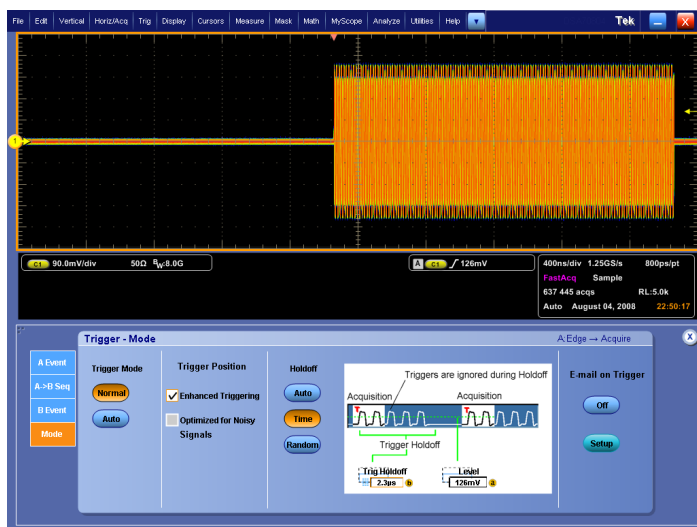 File Edit Vertical Horiz/Acq Trig Display Cursors Measure Mask Math MyScope Analyze Utilities Help Tek X
1
C1 90.0mV/div 50Ω BW:8.0G
A C1 126mV
400ns/div 1.25GS/s 800ps/pt
FastAcq Sample
637 445 acqs RL:5.0k
Auto August 04, 2008 22:50:17
Trigger - Mode
A:Edge → Acquire
X
A Event
A->B Seq
B Event
Mode
Trigger Mode
Normal
Auto
Trigger Position
Enhanced Triggering
Optimized for Noisy
Signals
Holdoff
Auto
Time
Random
Triggers are ignored during Holdoff
Acquisition Acquisition
T T
Trigger Holdoff
Trig Holdoff
2.3µs b
Level
126mV a
E-mail on Trigger
Off
Setup